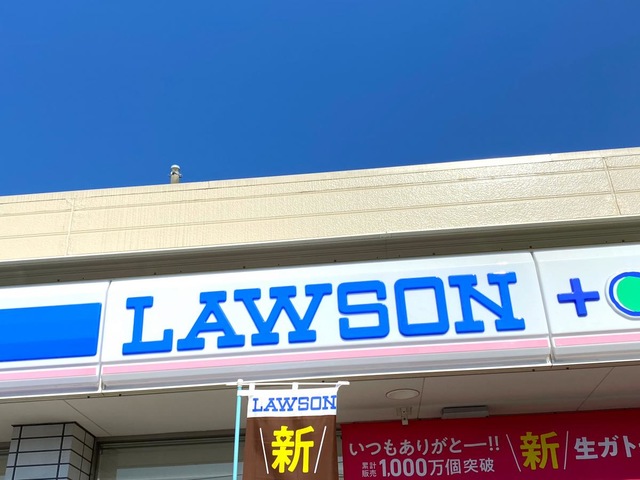 LAWSON +
LAWSON
\新/
いつもありがとー!!
累計販売 1,000万個突破
\新/
生ガト